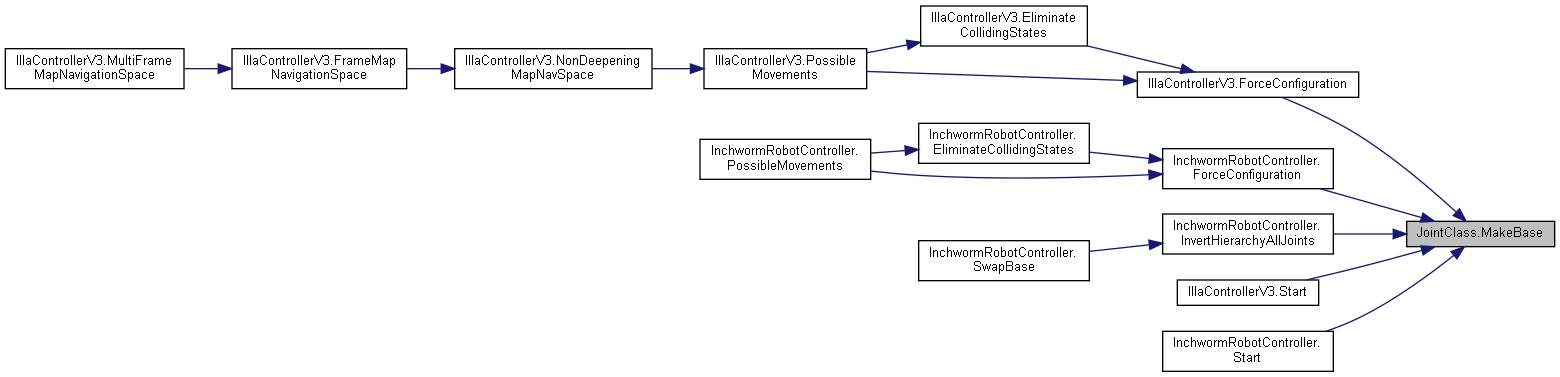 IllaControllerV3.MultiFrame
MapNavigationSpace
IllaControllerV3.FrameMap
NavigationSpace
IllaControllerV3.NonDeepening
MapNavSpace
IllaControllerV3.Possible
Movements
IllaControllerV3.Eliminate
CollidingStates
IllaControllerV3.ForceConfiguration
InchwormRobotController.
PossibleMovements
InchwormRobotController.
EliminateCollidingStates
InchwormRobotController.
ForceConfiguration
InchwormRobotController.
SwapBase
InchwormRobotController.
InvertHierarchyAllJoints
JointClass.MakeBase
IllaControllerV3.Start
InchwormRobotController.
Start